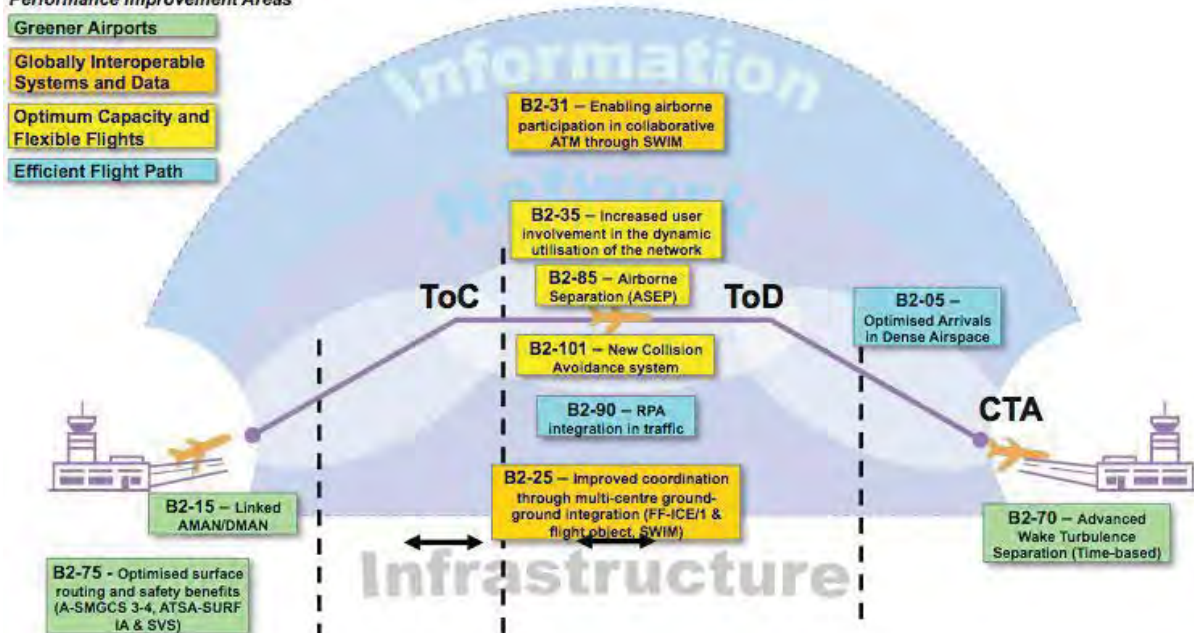 Performance Improvement Areas
Greener Airports
Globally Interoperable
Systems and Data
Optimum Capacity and
Flexible Flights
Efficient Flight Path
Information
B2-31 – Enabling airborne
participation in collaborative
ATM through SWIM
Network
B2-35 – Increased user
involvement in the dynamic
utilisation of the network
B2-85 – Airborne
Separation (ASEP)
ToC
ToD
B2-05 –
Optimised Arrivals
in Dense Airspace
B2-101 – New Collision
Avoidance system
B2-90 – RPA
integration in traffic
CTA
B2-25 – Improved coordination
through multi-centre ground-
ground integration (FF-ICE/1 &
flight object, SWIM)
B2-15 – Linked
AMAN/DMAN
B2-70 – Advanced
Wake Turbulence
Separation (Time-based)
Infrastructure
B2-75 - Optimised surface
routing and safety benefits
(A-SMGCS 3-4, ATSA-SURF
IA & SVS)